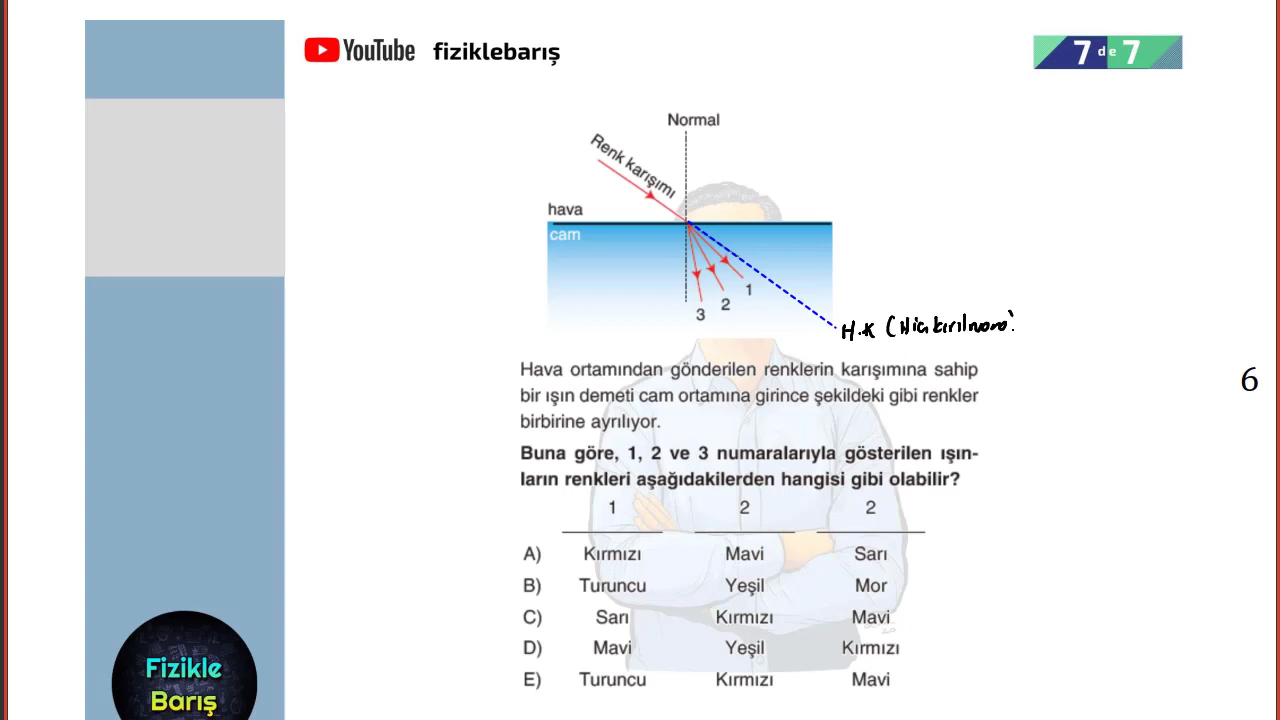 YouTube fiziklebarış
7 de 7
Normal
Renk karışımı
hava
cam
1
2
3
H.K (Hiç kırılmama)
Hava ortamından gönderilen renklerin karışımına sahip
bir ışın demeti cam ortamına girince şekildeki gibi renkler
birbirine ayrılıyor.
6
Buna göre, 1, 2 ve 3 numaralarıyla gösterilen ışın-
ların renkleri aşağıdakilerden hangisi gibi olabilir?
1 2 2
A) Kırmızı Mavi Sarı
B) Turuncu Yeşil Mor
C) Sarı Kırmızı Mavi
D) Mavi Yeşil Kırmızı
E) Turuncu Kırmızı Mavi
Fizikle
Barış